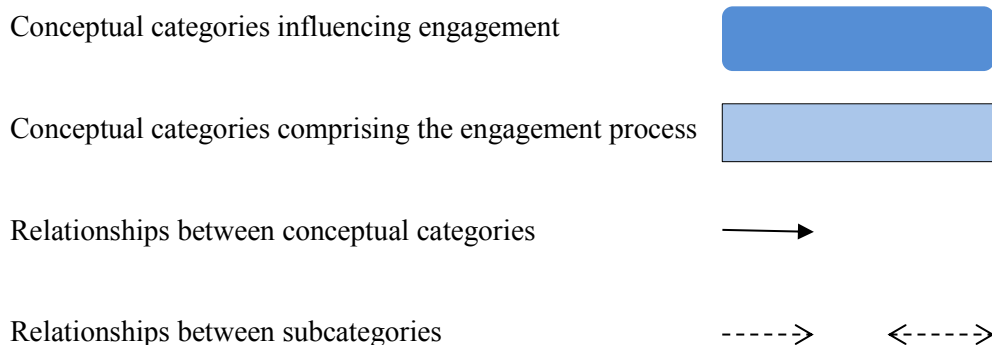 Conceptual categories influencing engagement
Conceptual categories comprising the engagement process
Relationships between conceptual categories
Relationships between subcategories